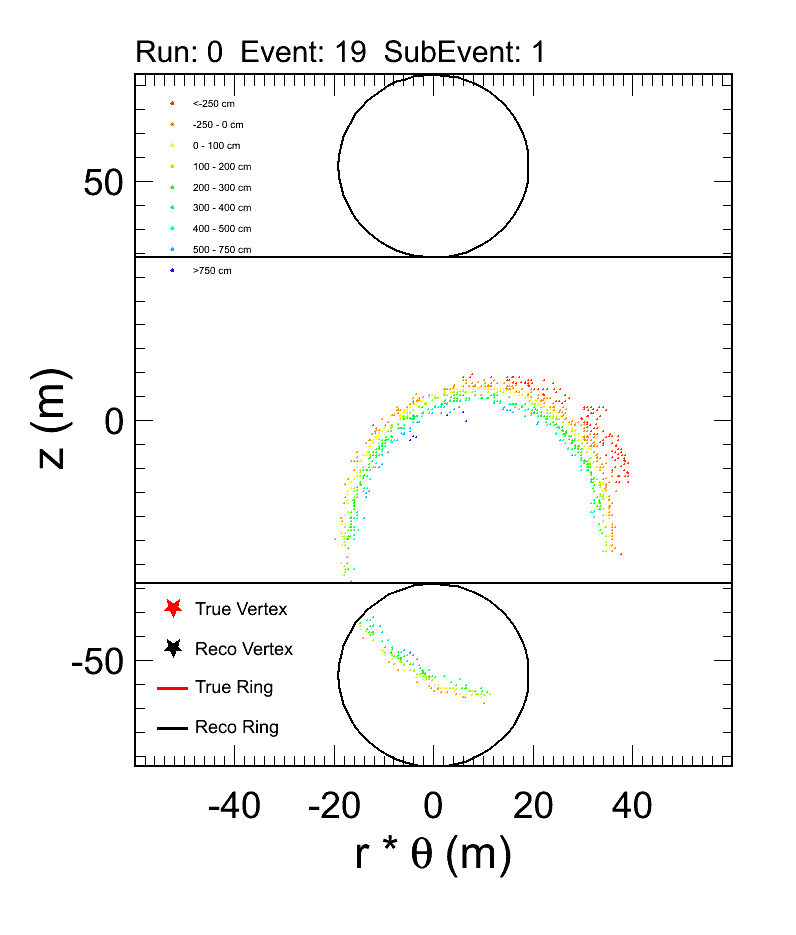 Run: 0 Event: 19 SubEvent: 1
<-250 cm
-250 - 0 cm
0 - 100 cm
100 - 200 cm
200 - 300 cm
300 - 400 cm
400 - 500 cm
500 - 750 cm
>750 cm
50
0
-50
z (m)
True Vertex
Reco Vertex
True Ring
Reco Ring
-40 -20 0 20 40
r * θ (m)